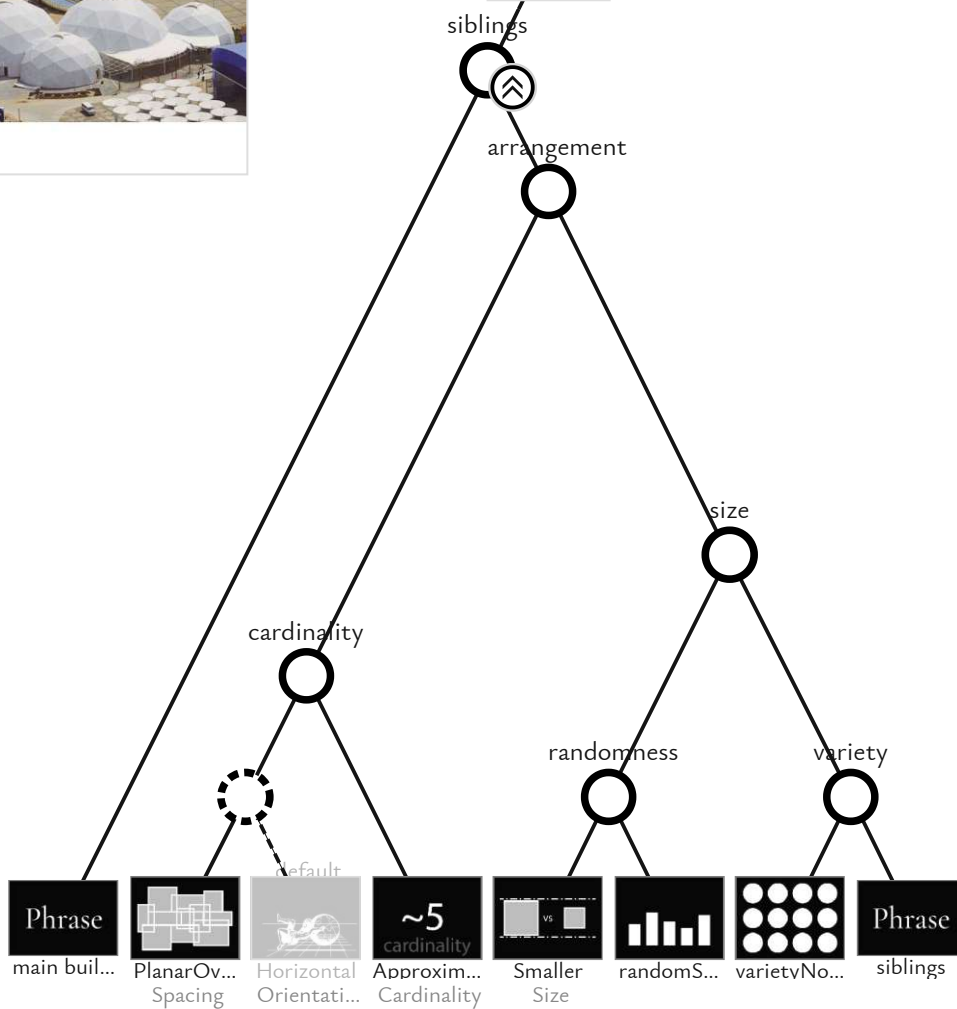 siblings
arrangement
size
cardinality
randomness
variety
default
Phrase
~5
cardinality
vs
Phrase
main buil...
PlanarOv...
Horizontal
Approxim...
Smaller
randomS...
varietyNo...
siblings
Spacing
Orientati...
Cardinality
Size